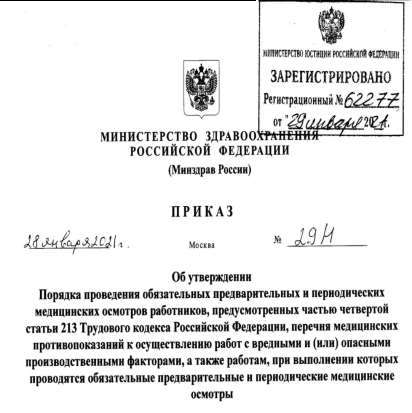 МИНИСТЕРСТВО ЮСТИЦИИ РОССИЙСКОЙ ФЕДЕРАЦИИ
ЗАРЕГИСТРИРОВАНО
Регистрационный № 62277
от "29 января 2021.
МИНИСТЕРСТВО ЗДРАВООХРАНЕНИЯ
РОССИЙСКОЙ ФЕДЕРАЦИИ
(Минздрав России)
ПРИКАЗ
28 января 2021г. Москва № 29Н
Об утверждении
Порядка проведения обязательных предварительных и периодических
медицинских осмотров работников, предусмотренных частью четвертой
статьи 213 Трудового кодекса Российской Федерации, перечня медицинских
противопоказаний к осуществлению работ с вредными и (или) опасными
производственными факторами, а также работам, при выполнении которых
проводятся обязательные предварительные и периодические медицинские
осмотры